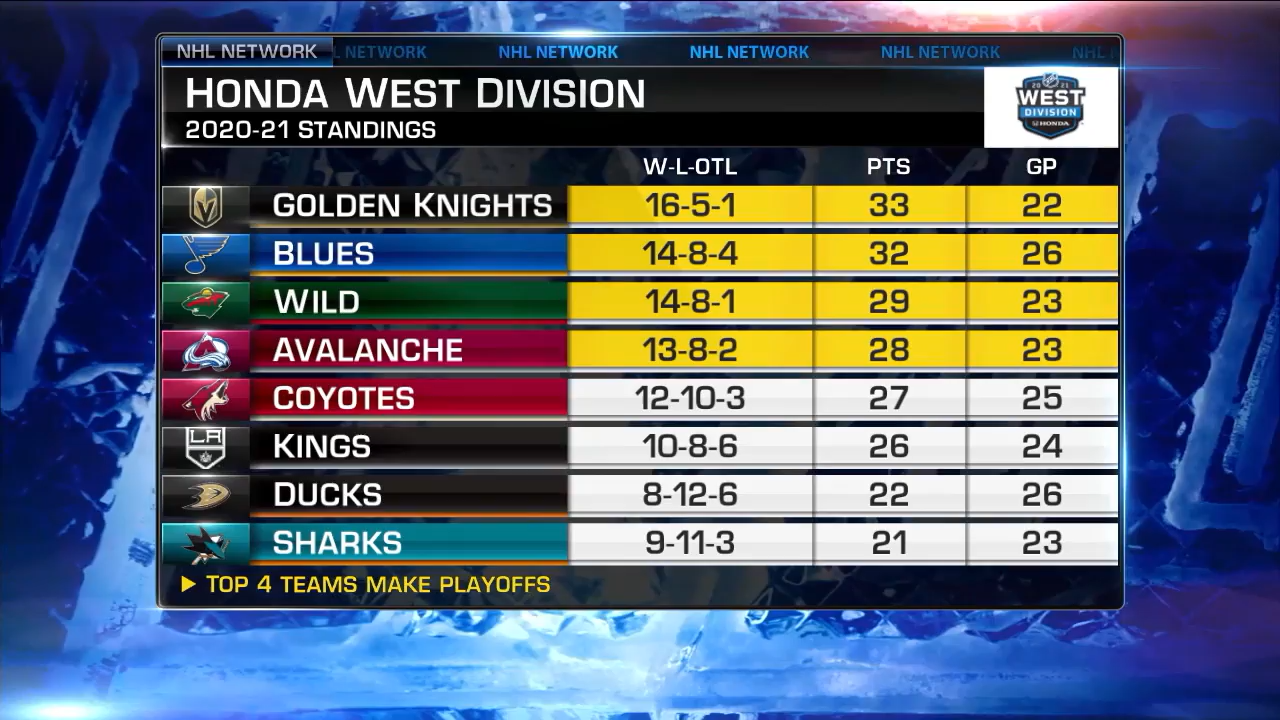 NHL NETWORK NETWORK NHL NETWORK NHL NETWORK NHL NETWORK NHL
HONDA WEST DIVISION
2020-21 STANDINGS
20 21
WEST
DIVISION
HONDA
W-L-OTL PTS GP
GOLDEN KNIGHTS 16-5-1 33 22
BLUES 14-8-4 32 26
WILD 14-8-1 29 23
AVALANCHE 13-8-2 28 23
COYOTES 12-10-3 27 25
LA KINGS 10-8-6 26 24
DUCKS 8-12-6 22 26
SHARKS 9-11-3 21 23
► TOP 4 TEAMS MAKE PLAYOFFS